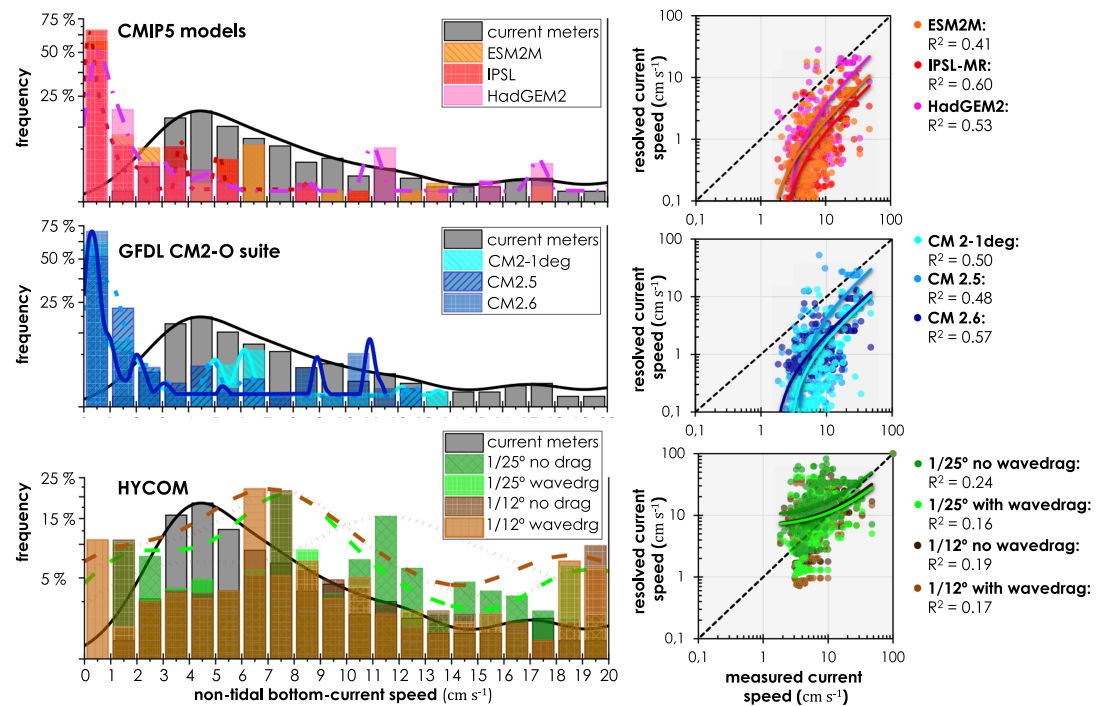 75 %
50 %
25 %
frequency
CMIP5 models
current meters
ESM2M
IPSL
HadGEM2
resolved current
speed (cm s⁻¹)
100
10
1
0,1
0,1
1
10
100
ESM2M:
R² = 0.41
IPSL-MR:
R² = 0.60
HadGEM2:
R² = 0.53
75 %
50 %
25 %
frequency
GFDL CM2-O suite
current meters
CM2-1deg
CM2.5
CM2.6
resolved current
speed (cm s⁻¹)
100
10
1
0,1
0,1
1
10
100
CM 2-1deg:
R² = 0.50
CM 2.5:
R² = 0.48
CM 2.6:
R² = 0.57
25 %
15 %
5 %
frequency
HYCOM
current meters
1/25º no drag
1/25º wavedrg
1/12º no drag
1/12º wavedrg
0 1 2 3 4 5 6 7 8 9 10 11 12 13 14 15 16 17 18 19 20
non-tidal bottom-current speed (cm s⁻¹)
resolved current
speed (cm s⁻¹)
100
10
1
0,1
0,1
1
10
100
measured current
speed (cm s⁻¹)
1/25º no wavedrag:
R² = 0.24
1/25º with wavedrag:
R² = 0.16
1/12º no wavedrag:
R² = 0.19
1/12º with wavedrag:
R² = 0.17